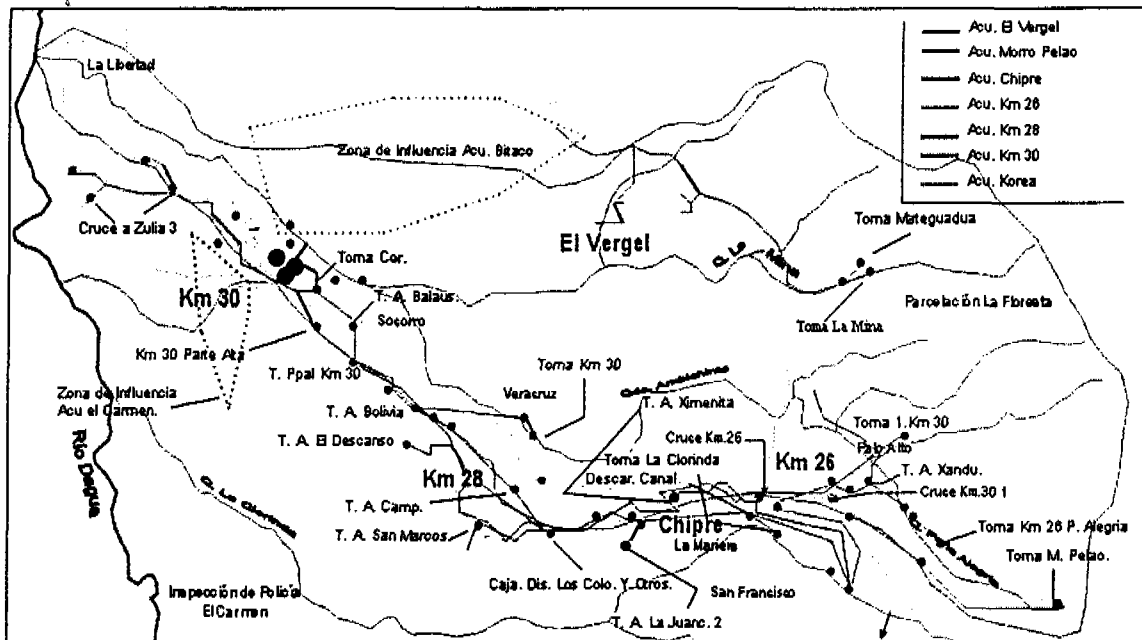 Acu. El Vergel
Acu. Morro Pelao
Acu. Chipre
Acu. Km 26
Acu. Km 28
Acu. Km 30
Acu. Korea
La Libertad
Zona de Influencia Acu. Bitaco
Cruce a Zulia 3
El Vergel
Toma Mateguadua
Q. La Mina
Toma Cor.
Km 30
T. A. Balaus.
Socorro
Parcelación La Floresta
Toma La Mina
Km 30 Parte Alta
T. Ppal Km 30
Toma Km 30
Zona de Influencia
Acu el Carmen.
Veracruz
T. A. Ximenita
T. A. Bolivia
Toma 1. Km 30
Palo Alto
Cruce Km.26
T. A. El Descanso
Río Dagua
Km 28
Toma La Clorinda
Km 26
T. A. Xandu.
Descar. Canal.
Cruce Km.30 1
Q. La Clorinda
T. A. Camp.
Chipre
Toma Km 26 P. Alegria
T. A. San Marcos
La Mariela
Toma M. Pelao.
Caja. Dis. Los Colo. Y Otros.
San Francisco
Inspección de Policía
El Carmen
T. A. La Juanc. 2